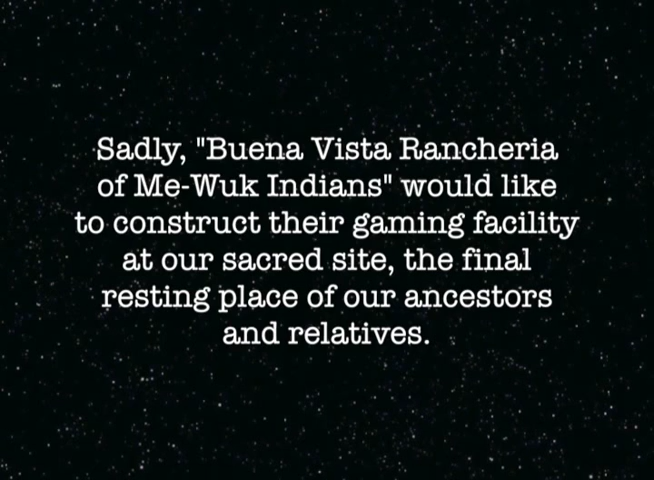 Sadly, "Buena Vista Rancheria
of Me-Wuk Indians" would like
to construct their gaming facility
at our sacred site, the final
resting place of our ancestors
and relatives.